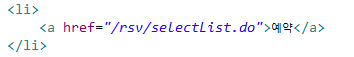 <li>
<a href="/rsv/selectList.do">예약</a>
</li>